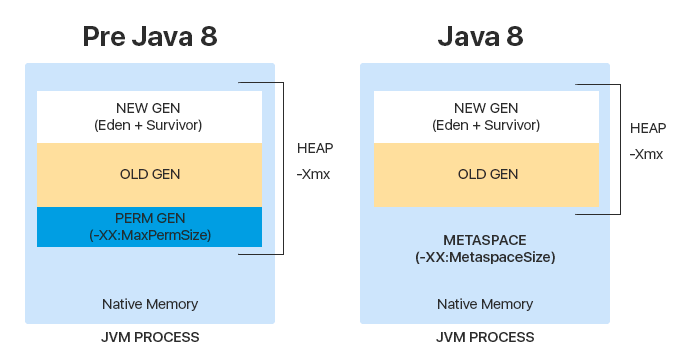 Pre Java 8
NEW GEN
(Eden + Survivor)
OLD GEN
PERM GEN
(-XX:MaxPermSize)
HEAP
-Xmx
Native Memory
JVM PROCESS
Java 8
NEW GEN
(Eden + Survivor)
OLD GEN
HEAP
-Xmx
METASPACE
(-XX:MetaspaceSize)
Native Memory
JVM PROCESS